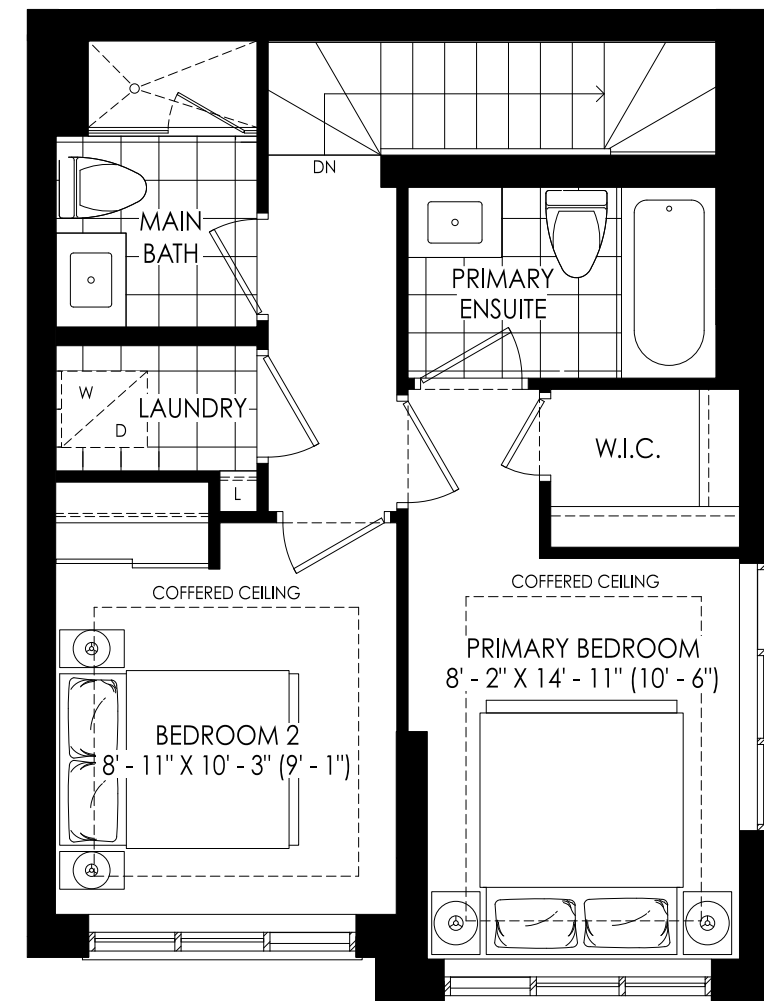 DN
MAIN
BATH
PRIMARY
ENSUITE
W
D
LAUNDRY
L
W.I.C.
COFFERED CEILING
BEDROOM 2
8' - 11" X 10' - 3" (9' - 1")
COFFERED CEILING
PRIMARY BEDROOM
8' - 2" X 14' - 11" (10' - 6")